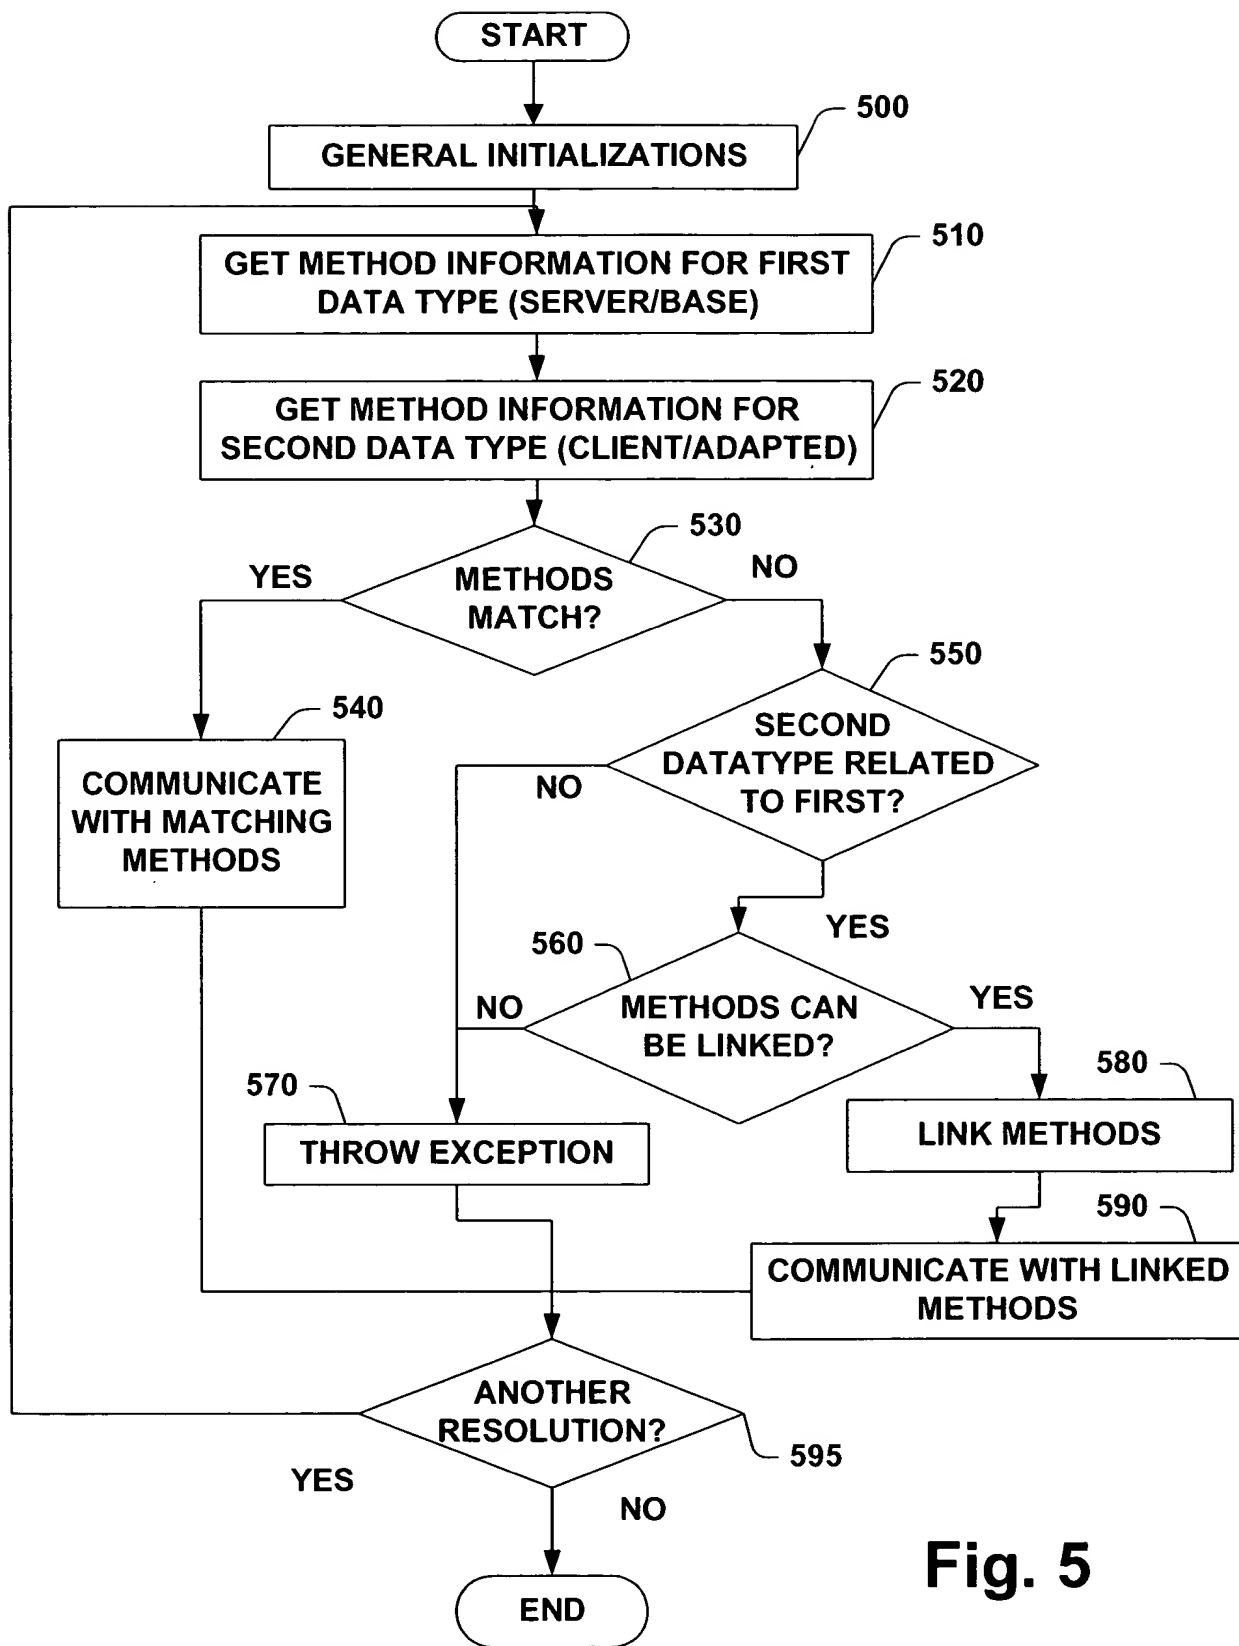 START
500
GENERAL INITIALIZATIONS
510
GET METHOD INFORMATION FOR FIRST
DATA TYPE (SERVER/BASE)
520
GET METHOD INFORMATION FOR
SECOND DATA TYPE (CLIENT/ADAPTED)
530
YES
NO
METHODS
MATCH?
550
540
SECOND
DATATYPE RELATED
TO FIRST?
NO
COMMUNICATE
WITH MATCHING
METHODS
YES
560
NO
METHODS CAN
BE LINKED?
YES
580
570
LINK METHODS
THROW EXCEPTION
590
COMMUNICATE WITH LINKED
METHODS
ANOTHER
RESOLUTION?
595
YES
NO
END
Fig. 5